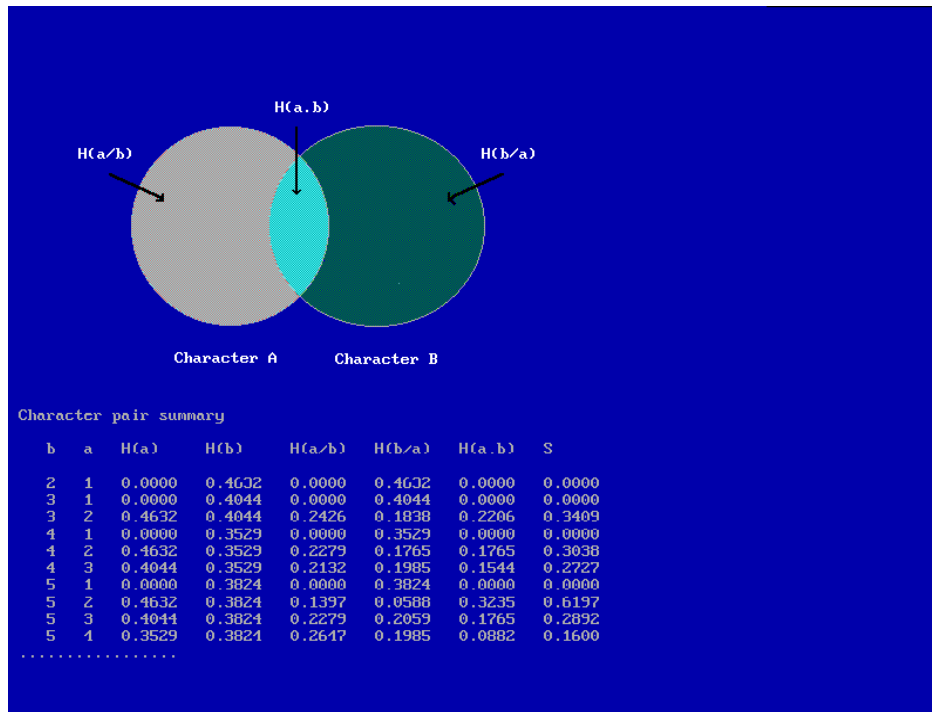 H(a.b)
H(a/b) H(b/a)
Character A Character B
Character pair summary
b a H(a) H(b) H(a/b) H(b/a) H(a.b) S
2 1 0.0000 0.4632 0.0000 0.4632 0.0000 0.0000
3 1 0.0000 0.4044 0.0000 0.4044 0.0000 0.0000
3 2 0.4632 0.4044 0.2426 0.1838 0.2206 0.3409
4 1 0.0000 0.3529 0.0000 0.3529 0.0000 0.0000
4 2 0.4632 0.3529 0.2279 0.1765 0.1765 0.3038
4 3 0.4044 0.3529 0.2132 0.1985 0.1544 0.2727
5 1 0.0000 0.3824 0.0000 0.3824 0.0000 0.0000
5 2 0.4632 0.3824 0.1397 0.0588 0.3235 0.6197
5 3 0.4044 0.3824 0.2279 0.2059 0.1765 0.2892
5 4 0.3529 0.3824 0.2647 0.1985 0.0882 0.1600
.................